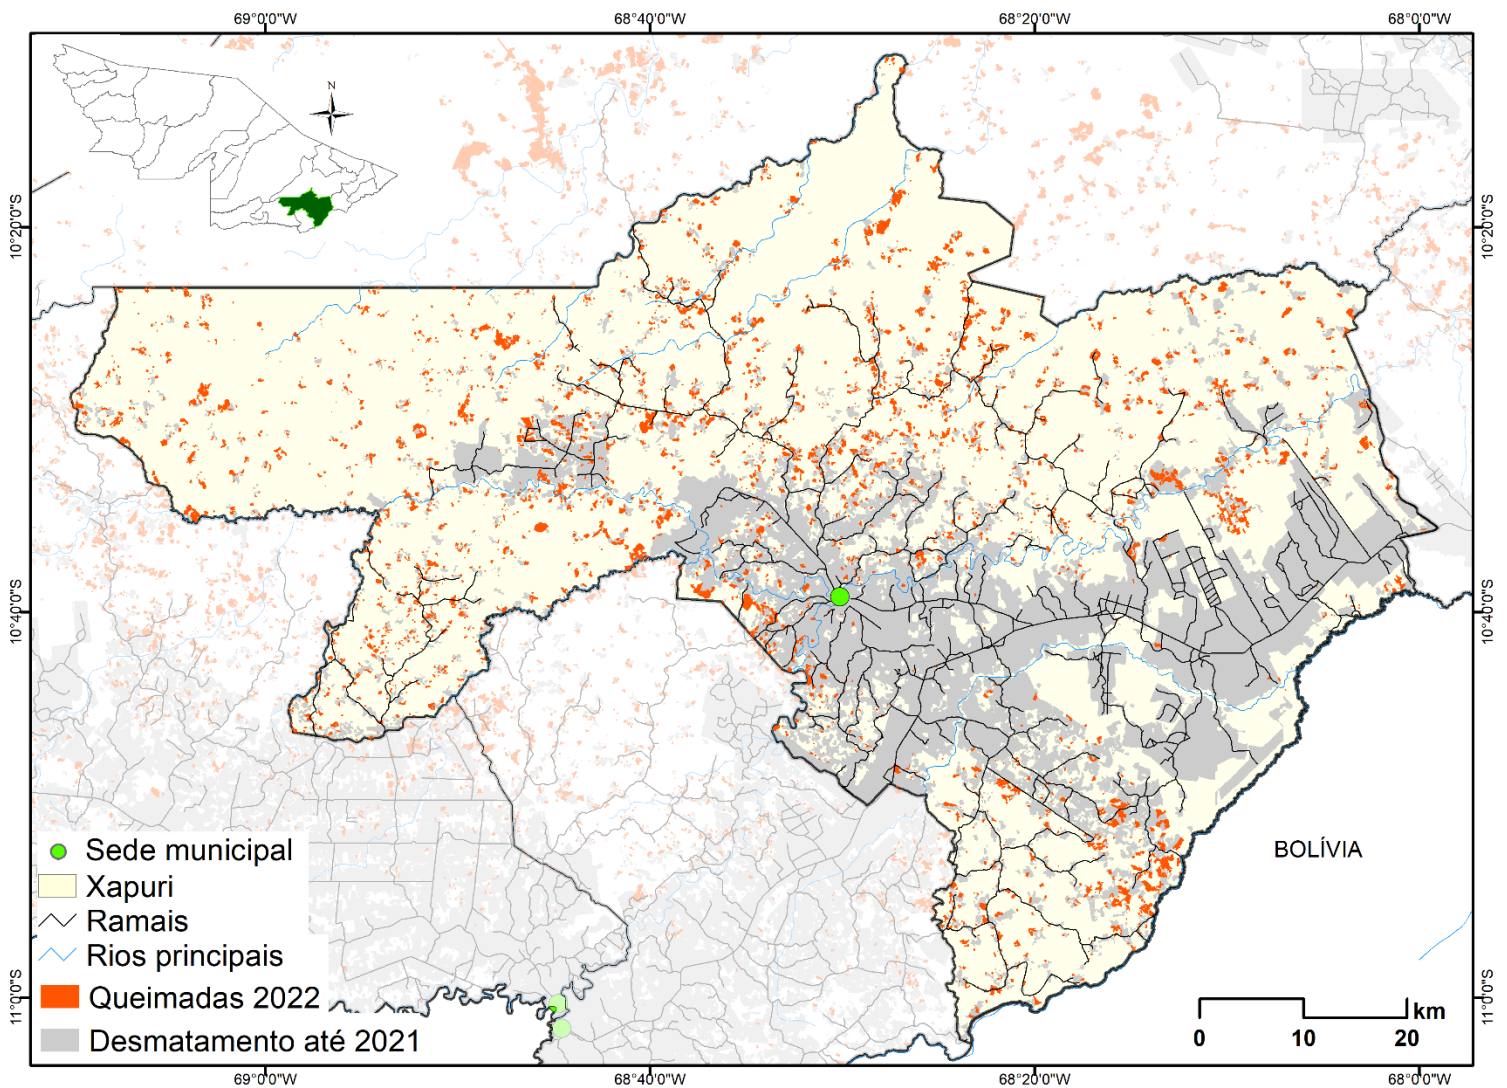 69°0'0"W
68°40'0"W
68°20'0"W
68°0'0"W
N
10°20'0"S
10°20'0"S
10°40'0"S
10°40'0"S
11°0'0"S
11°0'0"S
BOLÍVIA
Sede municipal
Xapuri
Ramais
Rios principais
Queimadas 2022
Desmatamento até 2021
km
0 10 20
69°0'0"W
68°40'0"W
68°20'0"W
68°0'0"W